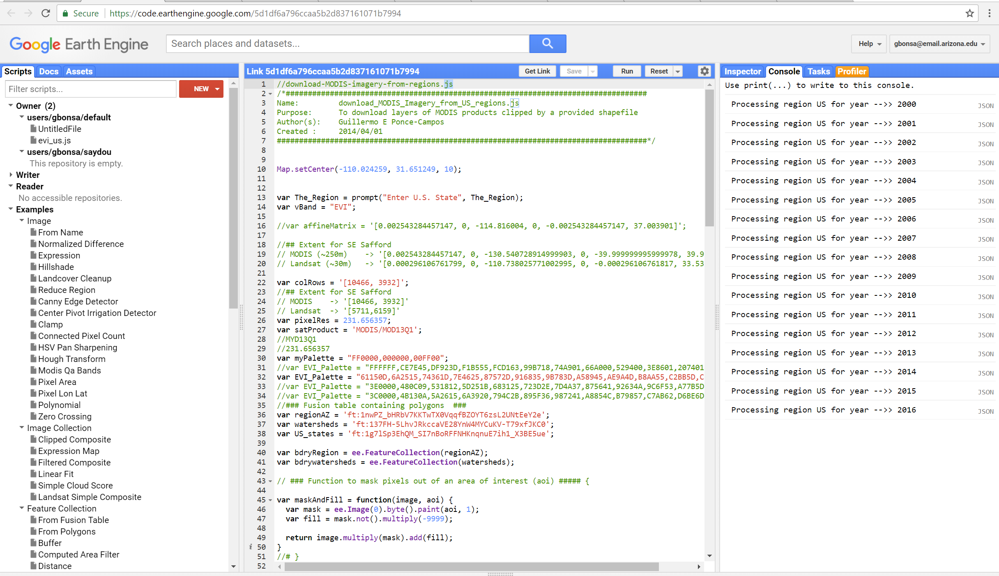 Secure https://code.earthengine.google.com/5d1df6a796ccaa5b2d837161071b7994
Google Earth Engine
Search places and datasets...
Help
gbonsa@email.arizona.edu
Scripts Docs Assets
Filter scripts...
NEW
Owner (2)
users/gbonsa/default
UntitledFile
evi_us.js
users/gbonsa/saydou
This repository is empty.
Writer
Reader
No accessible repositories.
Examples
Image
From Name
Normalized Difference
Expression
Hillshade
Landcover Cleanup
Reduce Region
Canny Edge Detector
Center Pivot Irrigation Detector
Clamp
Connected Pixel Count
HSV Pan Sharpening
Hough Transform
Modis Qa Bands
Pixel Area
Pixel Lon Lat
Polynomial
Zero Crossing
Image Collection
Clipped Composite
Expression Map
Filtered Composite
Linear Fit
Simple Cloud Score
Landsat Simple Composite
Feature Collection
From Fusion Table
From Polygons
Buffer
Computed Area Filter
Distance
Link 5d1df6a796ccaa5b2d837161071b7994
Get Link Save Run Reset
1 //download-MODIS-imagery-from-regions.js
2 /*##################################################################################
3 Name: download_MODIS_Imagery_from_US_regions.js
4 Purpose: To download layers of MODIS products clipped by a provided shapefile
5 Author(s): Guillermo E Ponce-Campos
6 Created : 2014/04/01
7 ####################################################################################*/
8
9
10 Map.setCenter(-110.024259, 31.651249, 10);
11
12
13 var The_Region = prompt("Enter U.S. State", The_Region);
14 var vBand = "EVI";
15
16 //var affineMatrix = '[0.002543284457147, 0, -114.816004, 0, -0.002543284457147, 37.003901]';
17
18 //## Extent for SE Safford
19 // MODIS (~250m) -> '[0.002543284457147, 0, -130.540728914999903, 0, -39.999999995999978, 39.9
20 // Landsat (~30m) -> '[0.000296106761799, 0, -110.738025771002995, 0, -0.000296106761817, 33.53
21
22 var colRows = '[10466, 3932]';
23 //## Extent for SE Safford
24 // MODIS -> '[10466, 3932]'
25 // Landsat -> '[5711,6159]'
26 var pixelRes = 231.656357;
27 var satProduct = 'MODIS/MOD13Q1';
28 //MYD13Q1
29 //231.656357
30 var myPalette = "FF0000,000000,00FF00";
31 //var EVI_Palette = "FFFFFF,CE7E45,DF923D,F1B555,FCD163,99B718,74A901,66A000,529400,3E8601,207401
32 var EVI_Palette = "61150D,6A2515,74361D,7E4625,87572D,916835,9B783D,A58945,AE9A4D,B8AA55,C2BB5D,C
33 //var EVI_Palette = "3E0000,480C09,531812,5D251B,683125,723D2E,7D4A37,875641,92634A,9C6F53,A77B5D
34 //var EVI_Palette = "3C0000,4B130A,5A2615,6A3920,794C2B,895F36,987241,A8854C,B79857,C7AB62,D6BE6D
35 //### Fusion table containing polygons ###
36 var regionAZ = 'ft:1nwPZ_bHRbV7KKTwTX0VqqfBZOYT6zsL2UNtEeY2e';
37 var watersheds = 'ft:137FH-5LhvJRkccaVE28YnW4MYCuKV-T79xfJKC0';
38 var US_states = 'ft:1g7lSp3EhQM_SI7nBoRFFNHKnqnuE7ih1_X3BE5ue';
39
40 var bdryRegion = ee.FeatureCollection(regionAZ);
41 var bdrywatersheds = ee.FeatureCollection(watersheds);
42
43 // ### Function to mask pixels out of an area of interest (aoi) ##### {
44
45 var maskAndFill = function(image, aoi) {
46 var mask = ee.Image(0).byte().paint(aoi, 1);
47 var fill = mask.not().multiply(-9999);
48
49 return image.multiply(mask).add(fill);
50 }
51 //# }
52
Inspector Console Tasks Profiler
Use print(...) to write to this console.
Processing region US for year -->> 2000 JSON
Processing region US for year -->> 2001 JSON
Processing region US for year -->> 2002 JSON
Processing region US for year -->> 2003 JSON
Processing region US for year -->> 2004 JSON
Processing region US for year -->> 2005 JSON
Processing region US for year -->> 2006 JSON
Processing region US for year -->> 2007 JSON
Processing region US for year -->> 2008 JSON
Processing region US for year -->> 2009 JSON
Processing region US for year -->> 2010 JSON
Processing region US for year -->> 2011 JSON
Processing region US for year -->> 2012 JSON
Processing region US for year -->> 2013 JSON
Processing region US for year -->> 2014 JSON
Processing region US for year -->> 2015 JSON
Processing region US for year -->> 2016 JSON